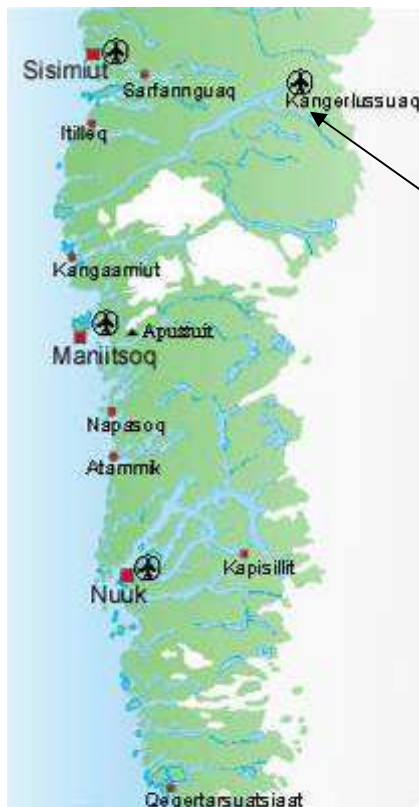 Sisimiut
Sarfannguaq
Kangerlussuaq
Itilleq
Kangaamiut
Apussuit
Maniitsoq
Napasoq
Atammik
Kapisillit
Nuuk
Qeqertarsuatsiaat